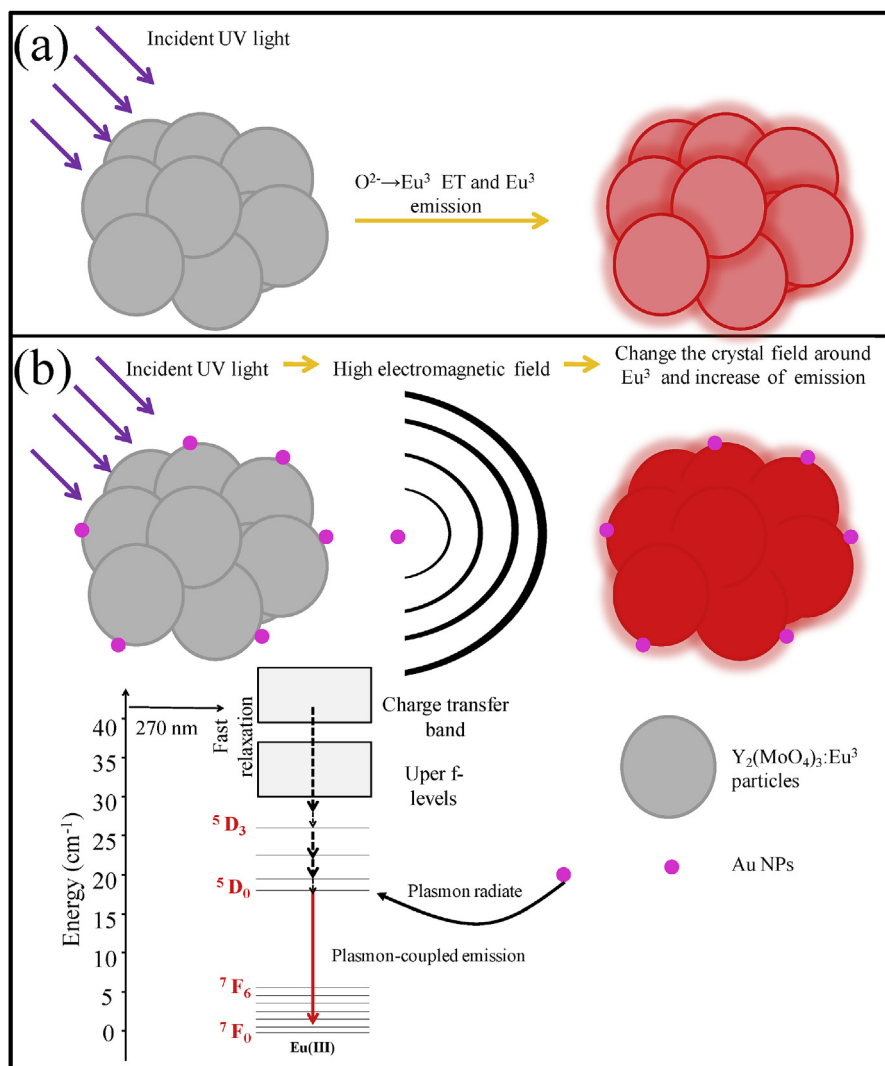 (a)
Incident UV light
O²⁻→Eu³ ET and Eu³
emission
(b)
Incident UV light
High electromagnetic field
Change the crystal field around
Eu³ and increase of emission
270 nm
Fast
relaxation
Charge transfer
band
Uper f-
levels
Energy (cm⁻¹)
40
35
30
25
20
15
10
5
0
⁵D₃
⁵D₀
⁷F₆
⁷F₀
Eu(III)
Plasmon radiate
Plasmon-coupled emission
Y₂(MoO₄)₃:Eu³
particles
Au NPs